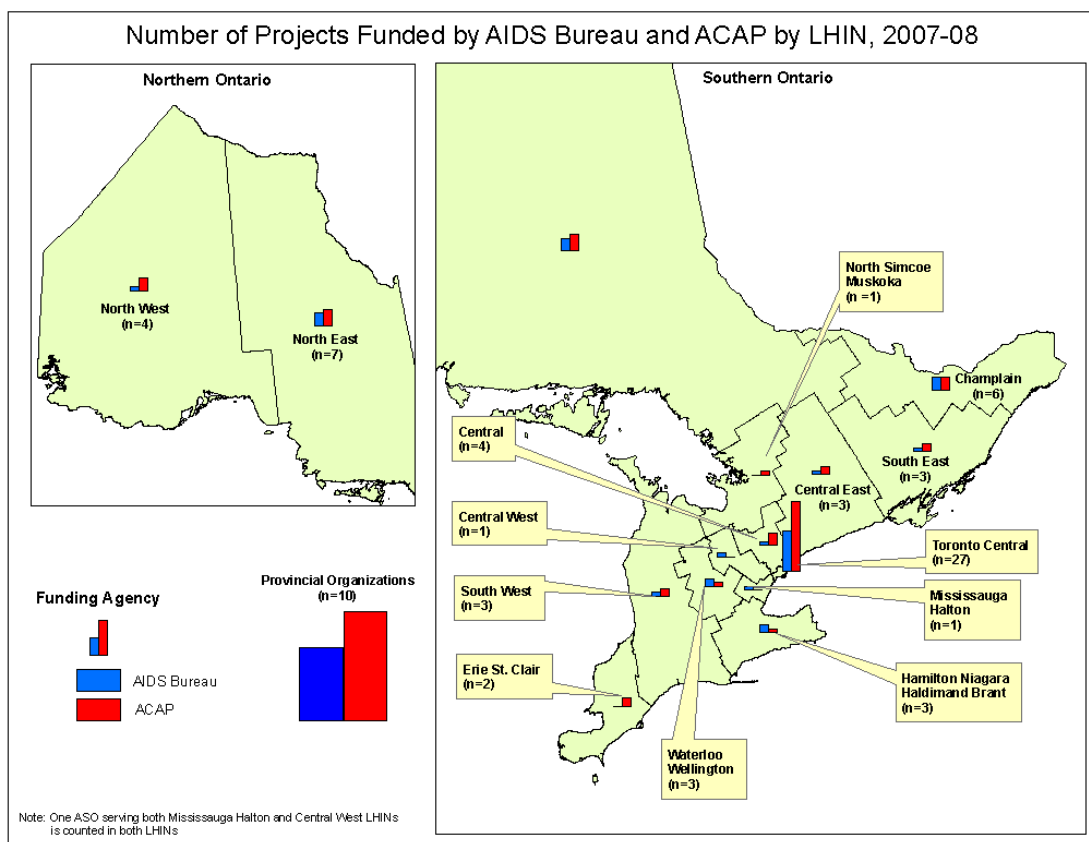 Number of Projects Funded by AIDS Bureau and ACAP by LHIN, 2007-08
Northern Ontario
North West
(n=4)
North East
(n=7)
Southern Ontario
North Simcoe
Muskoka
(n =1)
Champlain
(n=6)
Central
(n=4)
South East
(n=3)
Central East
(n=3)
Central West
(n=1)
Toronto Central
(n=27)
South West
(n=3)
Mississauga
Halton
(n=1)
Erie St. Clair
(n=2)
Hamilton Niagara
Haldimand Brant
(n=3)
Waterloo
Wellington
(n=3)
Funding Agency
AIDS Bureau
ACAP
Provincial Organizations
(n=10)
Note: One ASO serving both Mississauga Halton and Central West LHINs
is counted in both LHINs